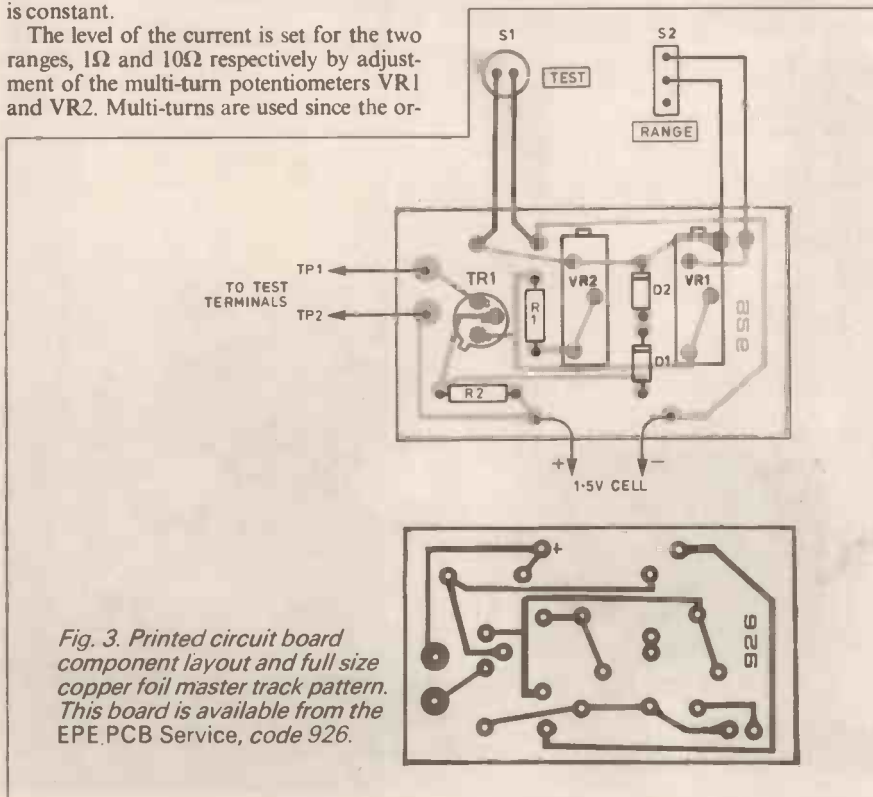 is constant.
The level of the current is set for the two
ranges, 1Ω and 10Ω respectively by adjust-
ment of the multi-turn potentiometers VR1
and VR2. Multi-turns are used since the or-
S1
S2
TEST
RANGE
TP1
TO TEST
TERMINALS
TP2
TR1
R
1
VR2
D2
VR1
D1
R2
926
+
-
1·5V CELL
+
926
Fig. 3. Printed circuit board
component layout and full size
copper foil master track pattern.
This board is available from the
EPE PCB Service, code 926.